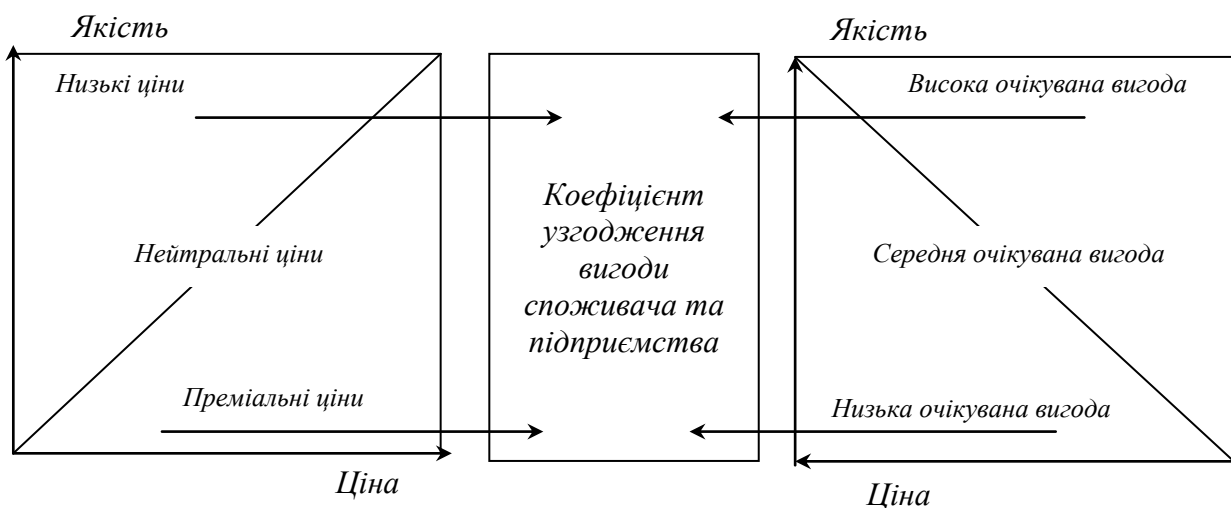 Якість
Якість
Низькі ціни
Висока очікувана вигода
Коефіцієнт
узгодження
вигоди
споживача та
підприємства
Нейтральні ціни
Середня очікувана вигода
Преміальні ціни
Низька очікувана вигода
Ціна
Ціна